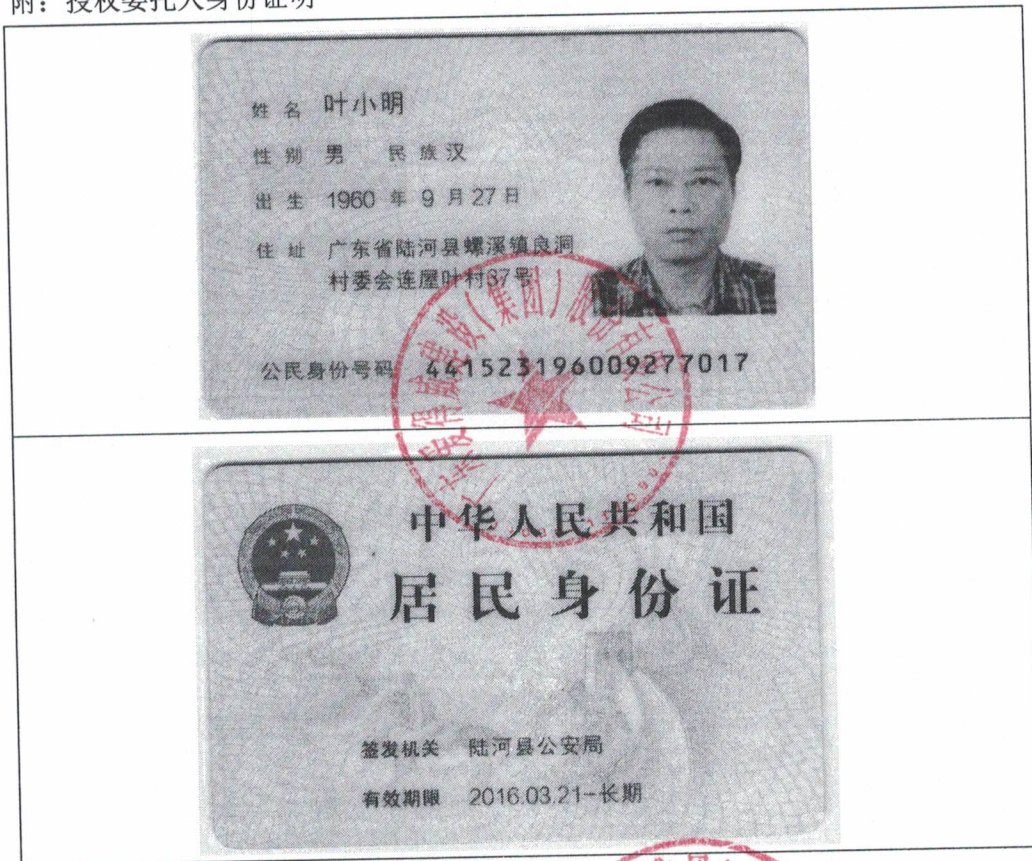 附：授权委托人身份证明
姓名 叶小明
性别 男 民族 汉
出生 1960 年 9 月 27 日
住址 广东省陆河县螺溪镇良洞
村委会连屋叶村37号
公民身份号码 441523196009277017
中华人民共和国
居民身份证
签发机关 陆河县公安局
有效期限 2016.03.21-长期